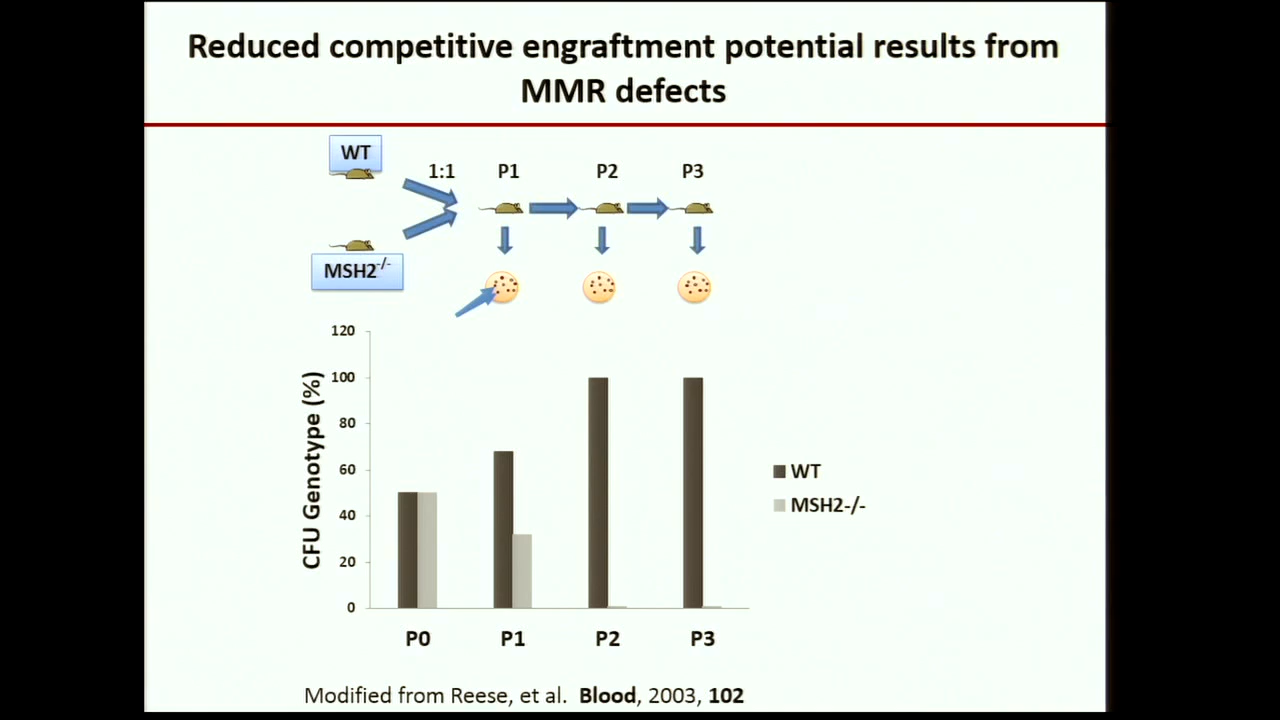 Reduced competitive engraftment potential results from
MMR defects
WT
1:1
P1
P2
P3
MSH2-/-
120
100
80
60
40
20
0
CFU Genotype (%)
P0
P1
P2
P3
WT
MSH2-/-
Modified from Reese, et al. Blood, 2003, 102